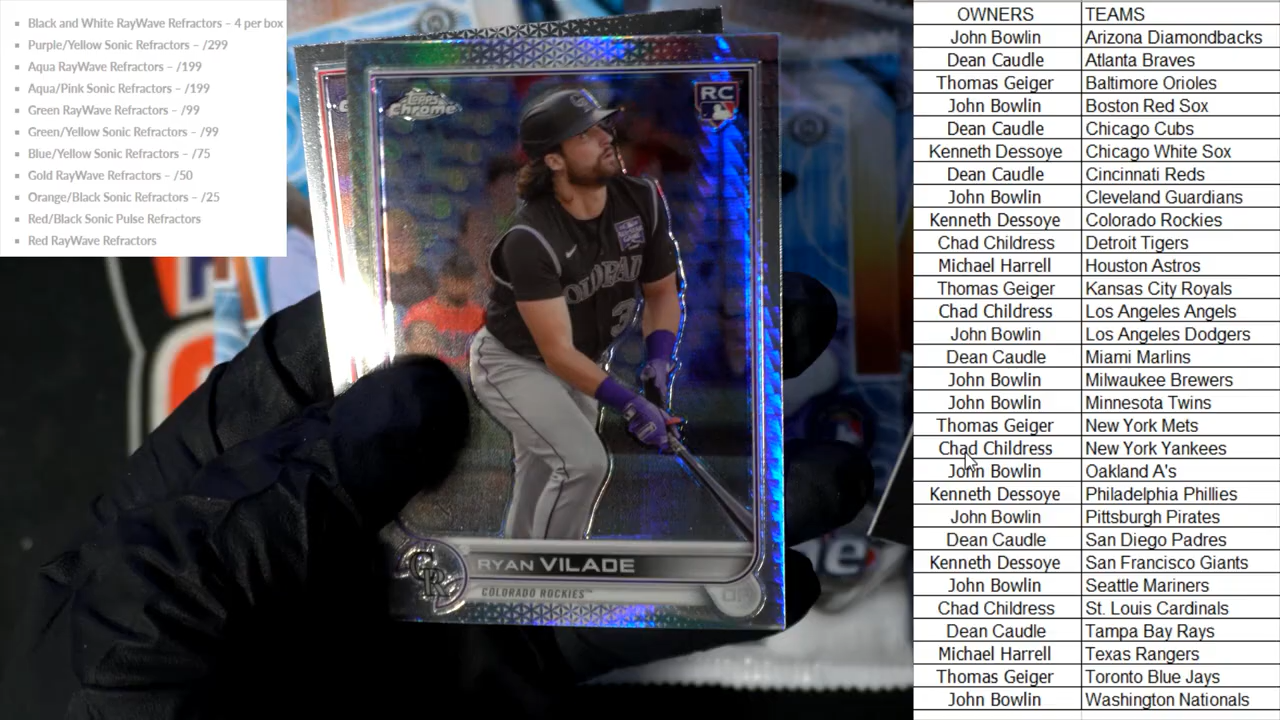 Black and White RayWave Refractors – 4 per box
Purple/Yellow Sonic Refractors – /299
Aqua RayWave Refractors – /199
Aqua/Pink Sonic Refractors – /199
Green RayWave Refractors – /99
Green/Yellow Sonic Refractors – /99
Blue/Yellow Sonic Refractors – /75
Gold RayWave Refractors – /50
Orange/Black Sonic Refractors – /25
Red/Black Sonic Pulse Refractors
Red RayWave Refractors
Topps
Chrome
RC
COLORADO
3
CR
RYAN VILADE
COLORADO ROCKIES™
OF
OWNERS TEAMS
John Bowlin Arizona Diamondbacks
Dean Caudle Atlanta Braves
Thomas Geiger Baltimore Orioles
John Bowlin Boston Red Sox
Dean Caudle Chicago Cubs
Kenneth Dessoye Chicago White Sox
Dean Caudle Cincinnati Reds
John Bowlin Cleveland Guardians
Kenneth Dessoye Colorado Rockies
Chad Childress Detroit Tigers
Michael Harrell Houston Astros
Thomas Geiger Kansas City Royals
Chad Childress Los Angeles Angels
John Bowlin Los Angeles Dodgers
Dean Caudle Miami Marlins
John Bowlin Milwaukee Brewers
John Bowlin Minnesota Twins
Thomas Geiger New York Mets
Chad Childress New York Yankees
John Bowlin Oakland A's
Kenneth Dessoye Philadelphia Phillies
John Bowlin Pittsburgh Pirates
Dean Caudle San Diego Padres
Kenneth Dessoye San Francisco Giants
John Bowlin Seattle Mariners
Chad Childress St. Louis Cardinals
Dean Caudle Tampa Bay Rays
Michael Harrell Texas Rangers
Thomas Geiger Toronto Blue Jays
John Bowlin Washington Nationals